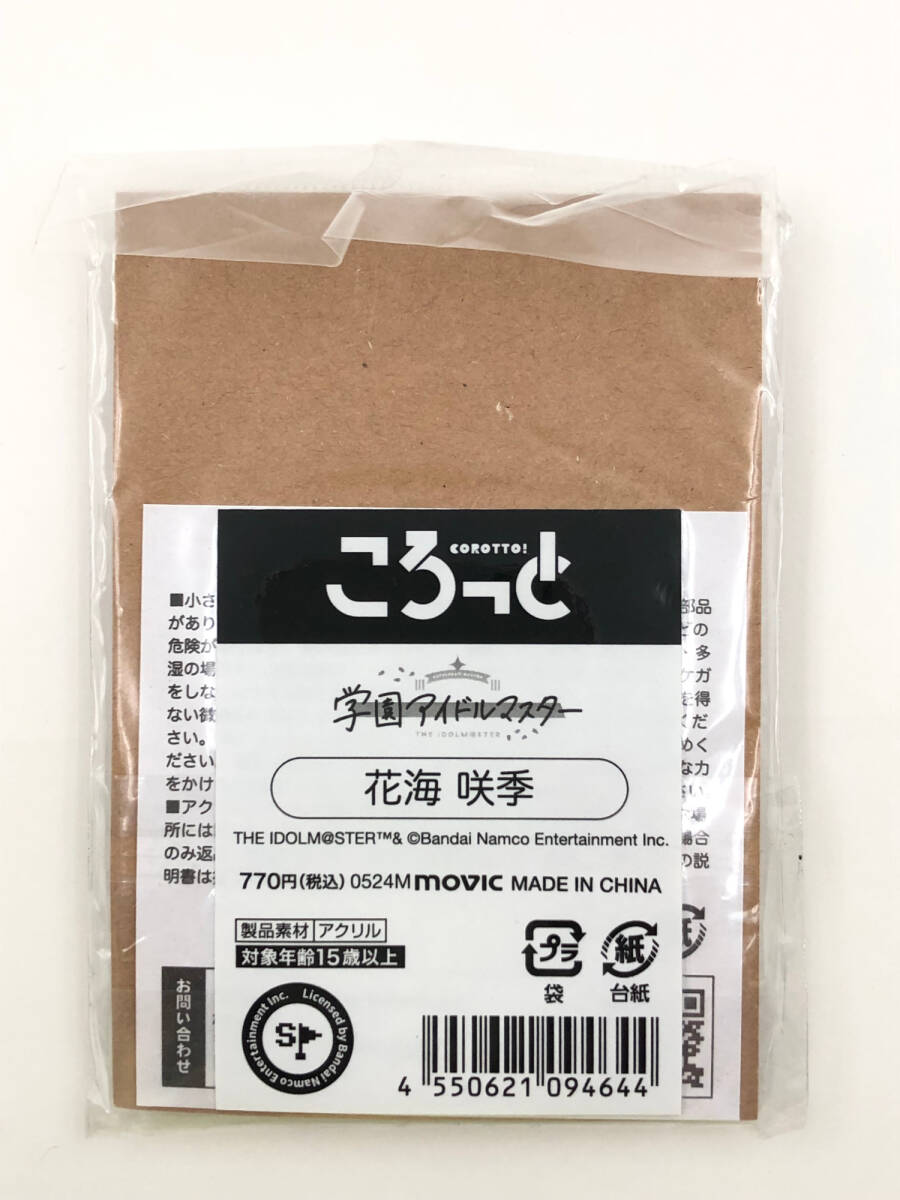 COROTTO!
ころっと
学園アイドルマスター
THE IDOLM@STER
花海 咲季
THE IDOLM@STER™& ©Bandai Namco Entertainment Inc.
770円(税込) 0524M movic MADE IN CHINA
製品素材 アクリル
対象年齢15歳以上
プラ
袋
紙
台紙
Licensed by Bandai Namco Entertainment Inc.
S
4 550621 094644
■小さ
部品
があり
危険が
、多
湿の場
ケガ
をしな
を得
ない
くだ
さい。
めく
ださい
な力
をかけ
さい
■アク
場
所には
場合
のみ返
の説
明書は
お問い合わせ